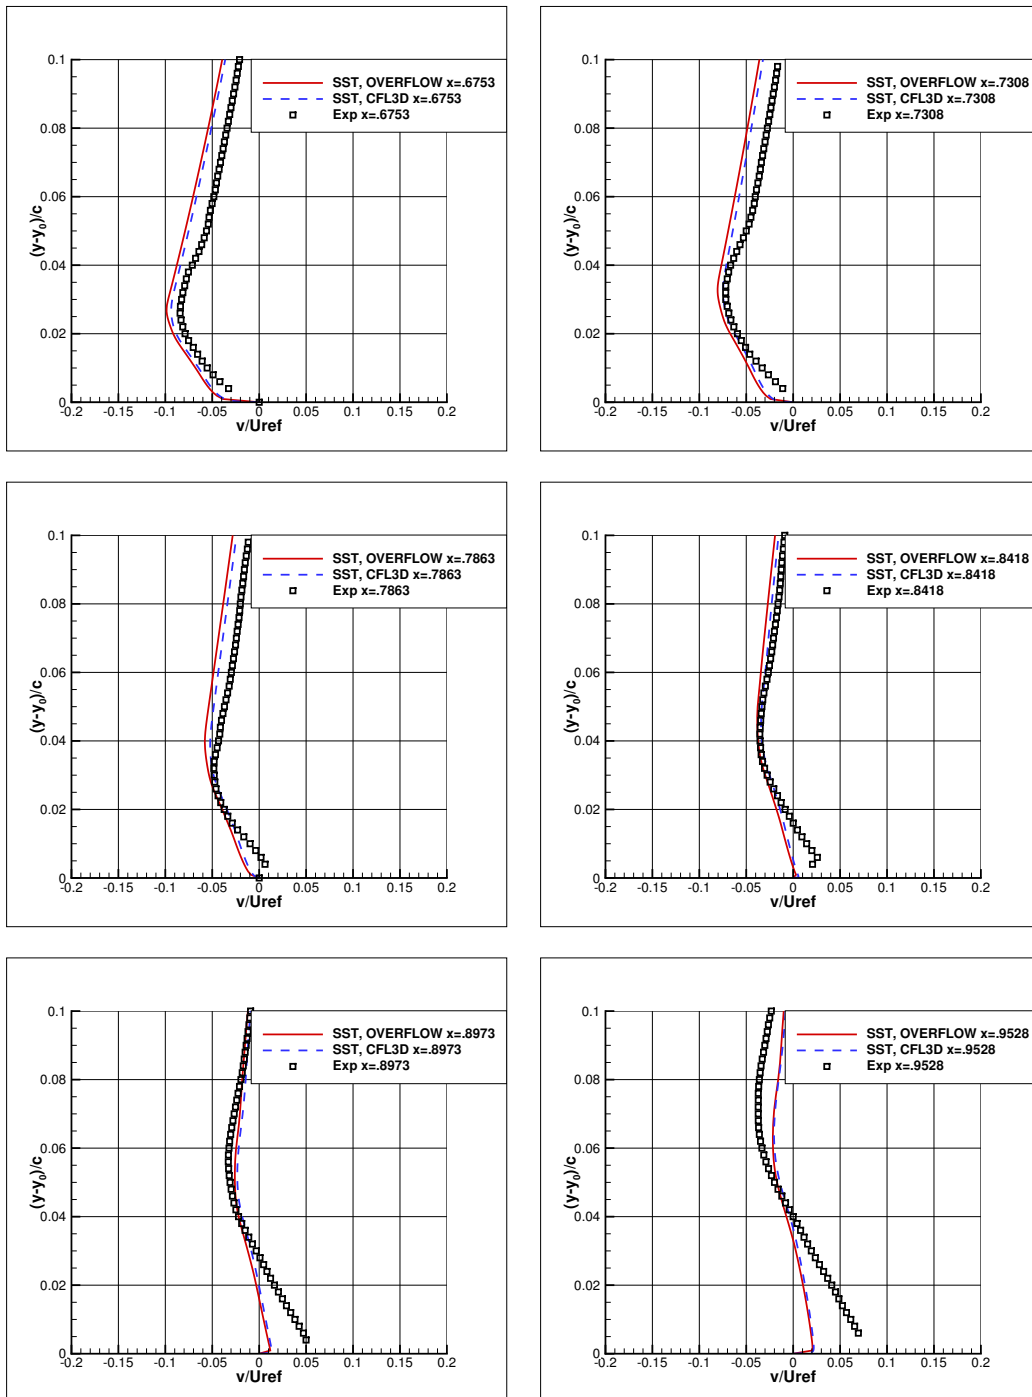 0.1
0.08
0.06
0.04
0.02
0
(y-y0)/c
-0.2 -0.15 -0.1 -0.05 0 0.05 0.1 0.15 0.2
v/Uref
SST, OVERFLOW x=.6753
SST, CFL3D x=.6753
Exp x=.6753
0.1
0.08
0.06
0.04
0.02
0
(y-y0)/c
-0.2 -0.15 -0.1 -0.05 0 0.05 0.1 0.15 0.2
v/Uref
SST, OVERFLOW x=.7308
SST, CFL3D x=.7308
Exp x=.7308
0.1
0.08
0.06
0.04
0.02
0
(y-y0)/c
-0.2 -0.15 -0.1 -0.05 0 0.05 0.1 0.15 0.2
v/Uref
SST, OVERFLOW x=.7863
SST, CFL3D x=.7863
Exp x=.7863
0.1
0.08
0.06
0.04
0.02
0
(y-y0)/c
-0.2 -0.15 -0.1 -0.05 0 0.05 0.1 0.15 0.2
v/Uref
SST, OVERFLOW x=.8418
SST, CFL3D x=.8418
Exp x=.8418
0.1
0.08
0.06
0.04
0.02
0
(y-y0)/c
-0.2 -0.15 -0.1 -0.05 0 0.05 0.1 0.15 0.2
v/Uref
SST, OVERFLOW x=.8973
SST, CFL3D x=.8973
Exp x=.8973
0.1
0.08
0.06
0.04
0.02
0
(y-y0)/c
-0.2 -0.15 -0.1 -0.05 0 0.05 0.1 0.15 0.2
v/Uref
SST, OVERFLOW x=.9528
SST, CFL3D x=.9528
Exp x=.9528